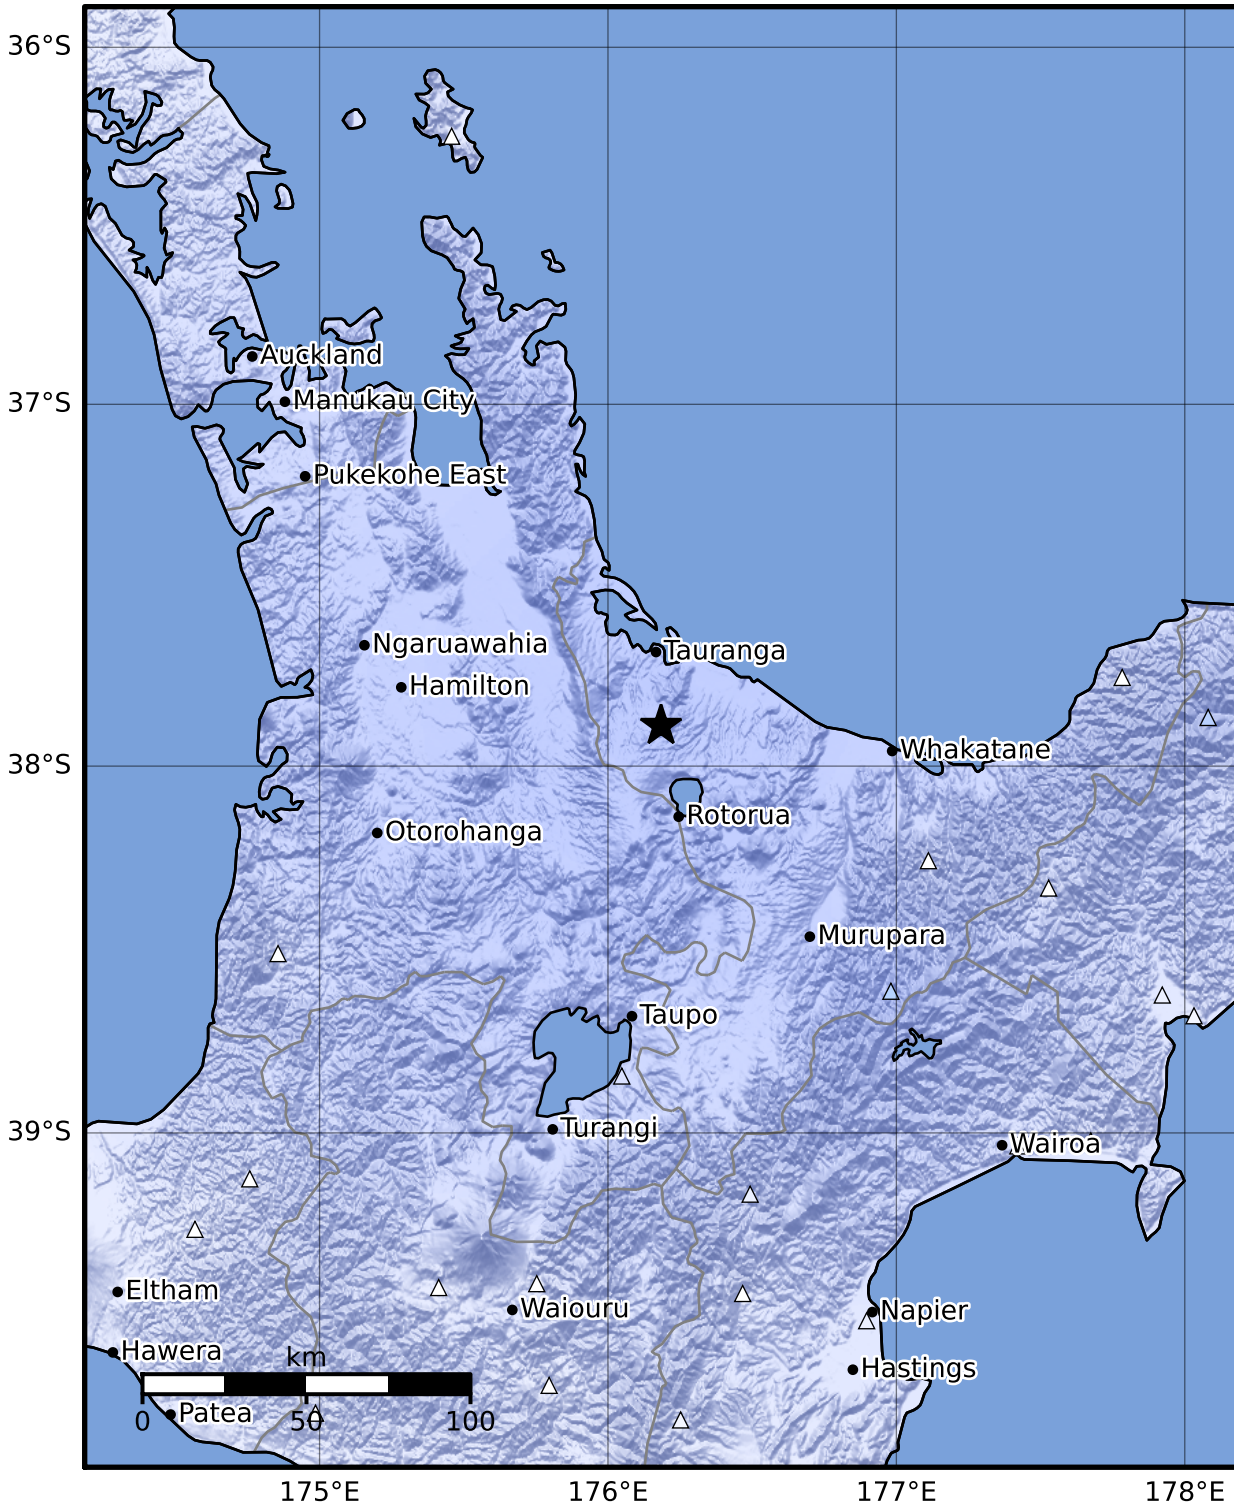 36°S
Auckland
Manukau City
37°S
Pukekohe East
Ngaruawahia
Tauranga
Hamilton
Whakatane
38°S
Rotorua
Otorohanga
Murupara
Taupo
Turangi
39°S
Wairoa
Eltham
Waiouru
Napier
Hawera
km
Hastings
Patea
0 50 100
175°E 176°E 177°E 178°E